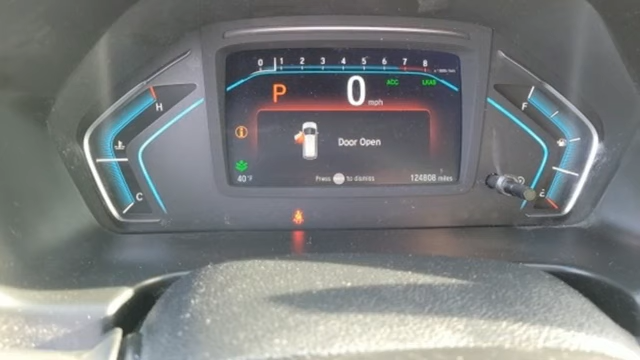 0 1 2 3 4 5 6 7 8
P 0 mph ACC LKAS
H F
Door Open
C
40°F Press to dismiss 124808 miles